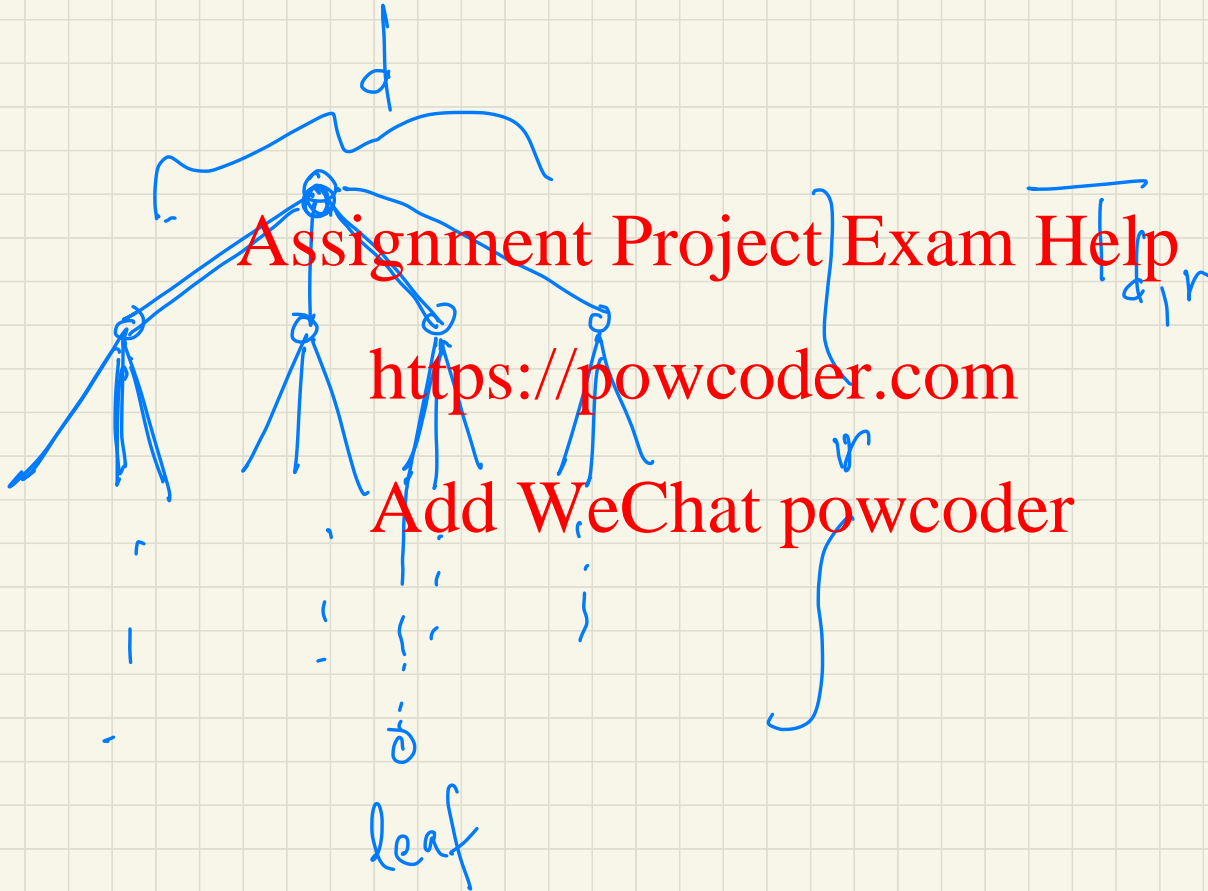 d
Assignment Project Exam Help
T d,r
https://powcoder.com
r
Add WeChat powcoder
leaf